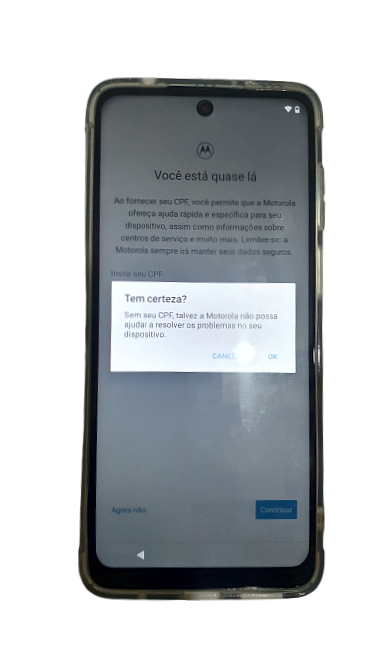 Você está quase lá
Ao fornecer seu CPF, você permite que a Motorola
ofereça ajuda rápida e específica para seu
dispositivo, assim como informações sobre
centros de serviço e muito mais. Lembre-se: a
Motorola sempre irá manter seus dados seguros.
Insira seu CPF
Tem certeza?
Sem seu CPF, talvez a Motorola não possa
ajudar a resolver os problemas no seu
dispositivo.
CANCE
OK
Agora não
Continuar